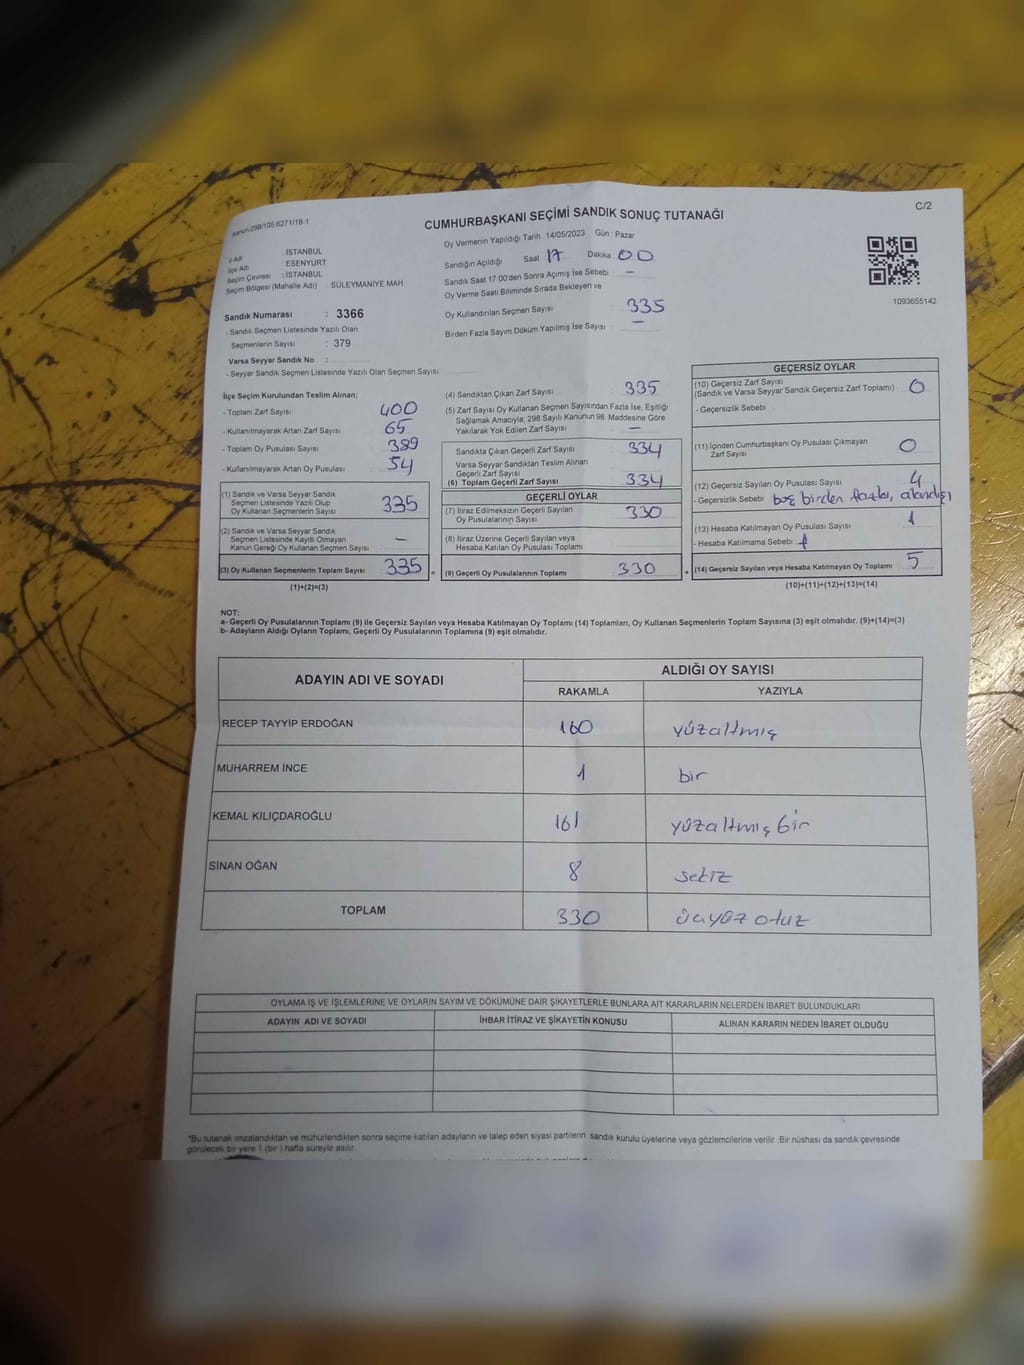 Kanun:298/105;6271/18-1
C/2
CUMHURBAŞKANI SEÇİMİ SANDIK SONUÇ TUTANAĞI
Oy Vermenin Yapıldığı Tarih :14/05/2023 Gün : Pazar
İl Adı : İSTANBUL
İlçe Adı : ESENYURT
Seçim Çevresi : İSTANBUL
Seçim Bölgesi (Mahalle Adı) SÜLEYMANİYE MAH
Sandık Numarası : 3366
- Sandık Seçmen Listesinde Yazılı Olan
Seçmenlerin Sayısı : 379
Varsa Seyyar Sandık No :
- Seyyar Sandık Seçmen Listesinde Yazılı Olan Seçmen Sayısı
Sandığın Açıldığı Saat 17 Dakika 00
Sandık Saat 17:00'den Sonra Açılmış İse Sebebi : —
Oy Verme Saati Bitiminde Sırada Bekleyen ve
Oy Kullandırılan Seçmen Sayısı 335
Birden Fazla Sayım Döküm Yapılmış İse Sayısı : —
1093655142
İlçe Seçim Kurulundan Teslim Alınan;
- Toplam Zarf Sayısı 400
- Kullanılmayarak Artan Zarf Sayısı 65
- Toplam Oy Pusulası Sayısı 389
- Kullanılmayarak Artan Oy Pusulası 54
(1) Sandık ve Varsa Seyyar Sandık
Seçmen Listesinde Yazılı Olup
Oy Kullanan Seçmenlerin Sayısı 335
(2) Sandık ve Varsa Seyyar Sandık
Seçmen Listesinde Kayıtlı Olmayan
Kanun Gereği Oy Kullanan Seçmen Sayısı —
(3) Oy Kullanan Seçmenlerin Toplam Sayısı 335 =
(1)+(2)=(3)
(4) Sandıktan Çıkan Zarf Sayısı 335
(5) Zarf Sayısı Oy Kullanan Seçmen Sayısından Fazla İse, Eşitliği
Sağlamak Amacıyla, 298 Sayılı Kanunun 98. Maddesine Göre
Yakılarak Yok Edilen Zarf Sayısı : —
Sandıkta Çıkan Geçerli Zarf Sayısı 334
Varsa Seyyar Sandıktan Teslim Alınan
Geçerli Zarf Sayısı
(6) Toplam Geçerli Zarf Sayısı 334
GEÇERLİ OYLAR
(7) İtiraz Edilmeksizin Geçerli Sayılan
Oy Pusulalarının Sayısı 330
(8) İtiraz Üzerine Geçerli Sayılan veya
Hesaba Katılan Oy Pusulası Toplamı
(9) Geçerli Oy Pusulalarının Toplamı 330 +
GEÇERSİZ OYLAR
(10) Geçersiz Zarf Sayısı
(Sandık ve Varsa Seyyar Sandık Geçersiz Zarf Toplamı) 0
- Geçersizlik Sebebi
(11) İçinden Cumhurbaşkanı Oy Pusulası Çıkmayan
Zarf Sayısı 0
(12) Geçersiz Sayılan Oy Pusulası Sayısı 4
- Geçersizlik Sebebi boş birden fazla, alandışı
(13) Hesaba Katılmayan Oy Pusulası Sayısı 1
- Hesaba Katılmama Sebebi
(14) Geçersiz Sayılan veya Hesaba Katılmayan Oy Toplamı 5
(10)+(11)+(12)+(13)=(14)
NOT:
a- Geçerli Oy Pusulalarının Toplamı (9) ile Geçersiz Sayılan veya Hesaba Katılmayan Oy Toplamı (14) Toplamları, Oy Kullanan Seçmenlerin Toplam Sayısına (3) eşit olmalıdır. (9)+(14)=(3)
b- Adayların Aldığı Oyların Toplamı, Geçerli Oy Pusulalarının Toplamına (9) eşit olmalıdır.
ADAYIN ADI VE SOYADI ALDIĞI OY SAYISI
RAKAMLA YAZIYLA
RECEP TAYYİP ERDOĞAN 160 yüzaltmış
MUHARREM İNCE 1 bir
KEMAL KILIÇDAROĞLU 161 yüzaltmışbir
SİNAN OĞAN 8 sekiz
TOPLAM 330 üçyüz otuz
OYLAMA İŞ VE İŞLEMLERİNE VE OYLARIN SAYIM VE DÖKÜMÜNE DAİR ŞİKAYETLERLE BUNLARA AİT KARARLARIN NELERDEN İBARET BULUNDUKLARI
ADAYIN ADI VE SOYADI İHBAR İTİRAZ VE ŞİKAYETİN KONUSU ALINAN KARARIN NEDEN İBARET OLDUĞU
"Bu tutanak imzalandıktan ve mühürlendikten sonra seçime katılan adayların ve talep eden siyasi partilerin sandık kurulu üyelerine veya gözlemcilerine verilir. Bir nüshası da sandık çevresinde
görülecek bir yere 1 (bir ) hafta süreyle asılır.